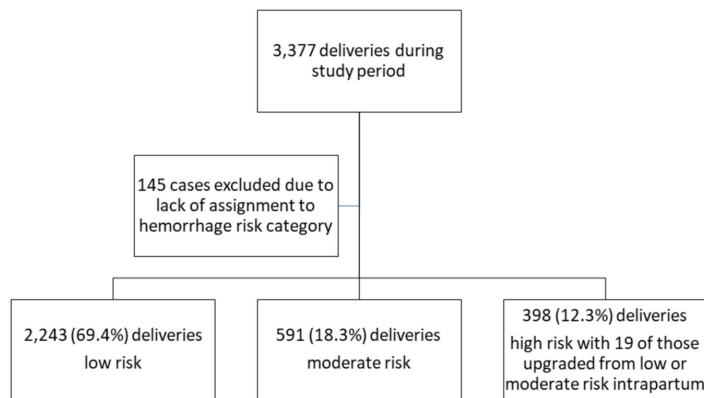 3,377 deliveries during
study period
145 cases excluded due to
lack of assignment to
hemorrhage risk category
2,243 (69.4%) deliveries
low risk
591 (18.3%) deliveries
moderate risk
398 (12.3%) deliveries
high risk with 19 of those
upgraded from low or
moderate risk intrapartum